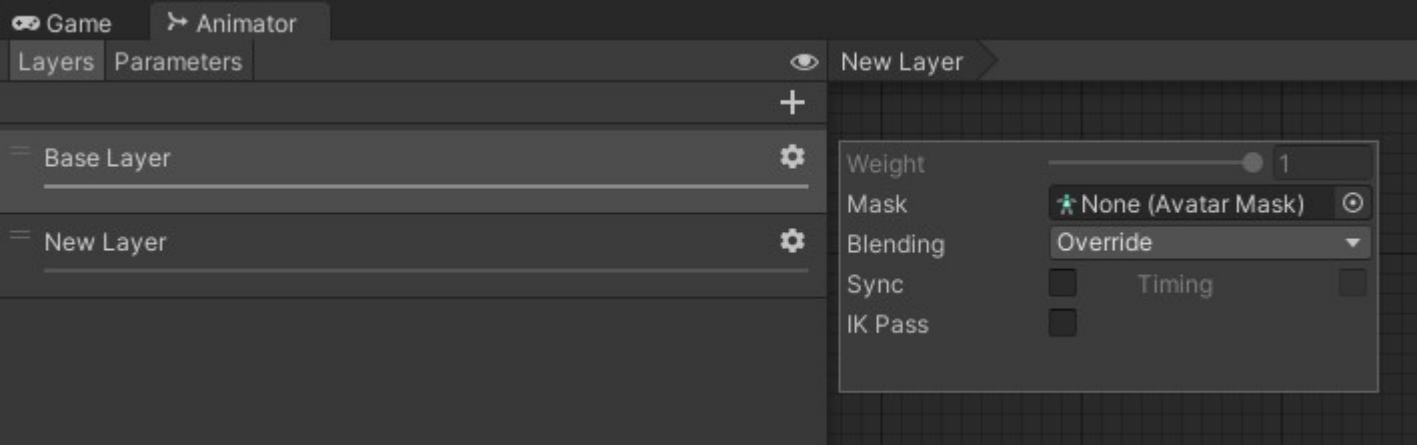 Game Animator
Layers Parameters
New Layer
Base Layer
New Layer
Weight 1
Mask None (Avatar Mask)
Blending Override
Sync Timing
IK Pass